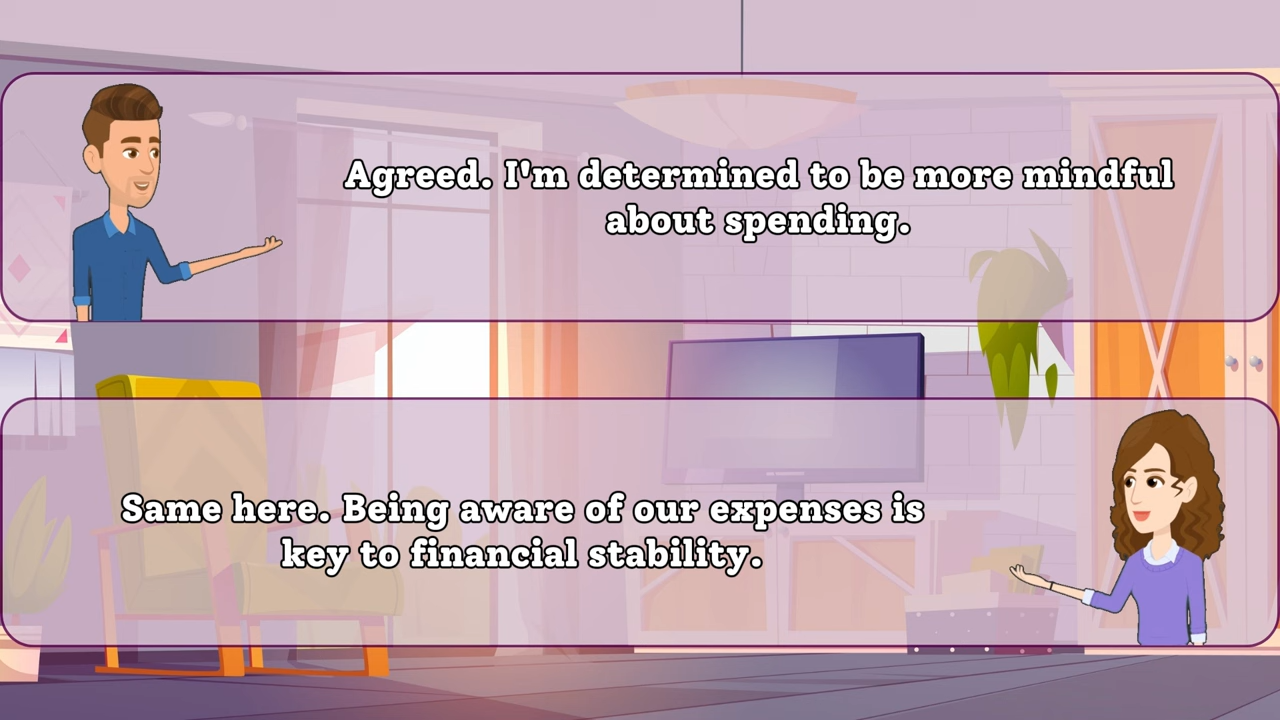 Agreed. I'm determined to be more mindful
about spending.
Same here. Being aware of our expenses is
key to financial stability.